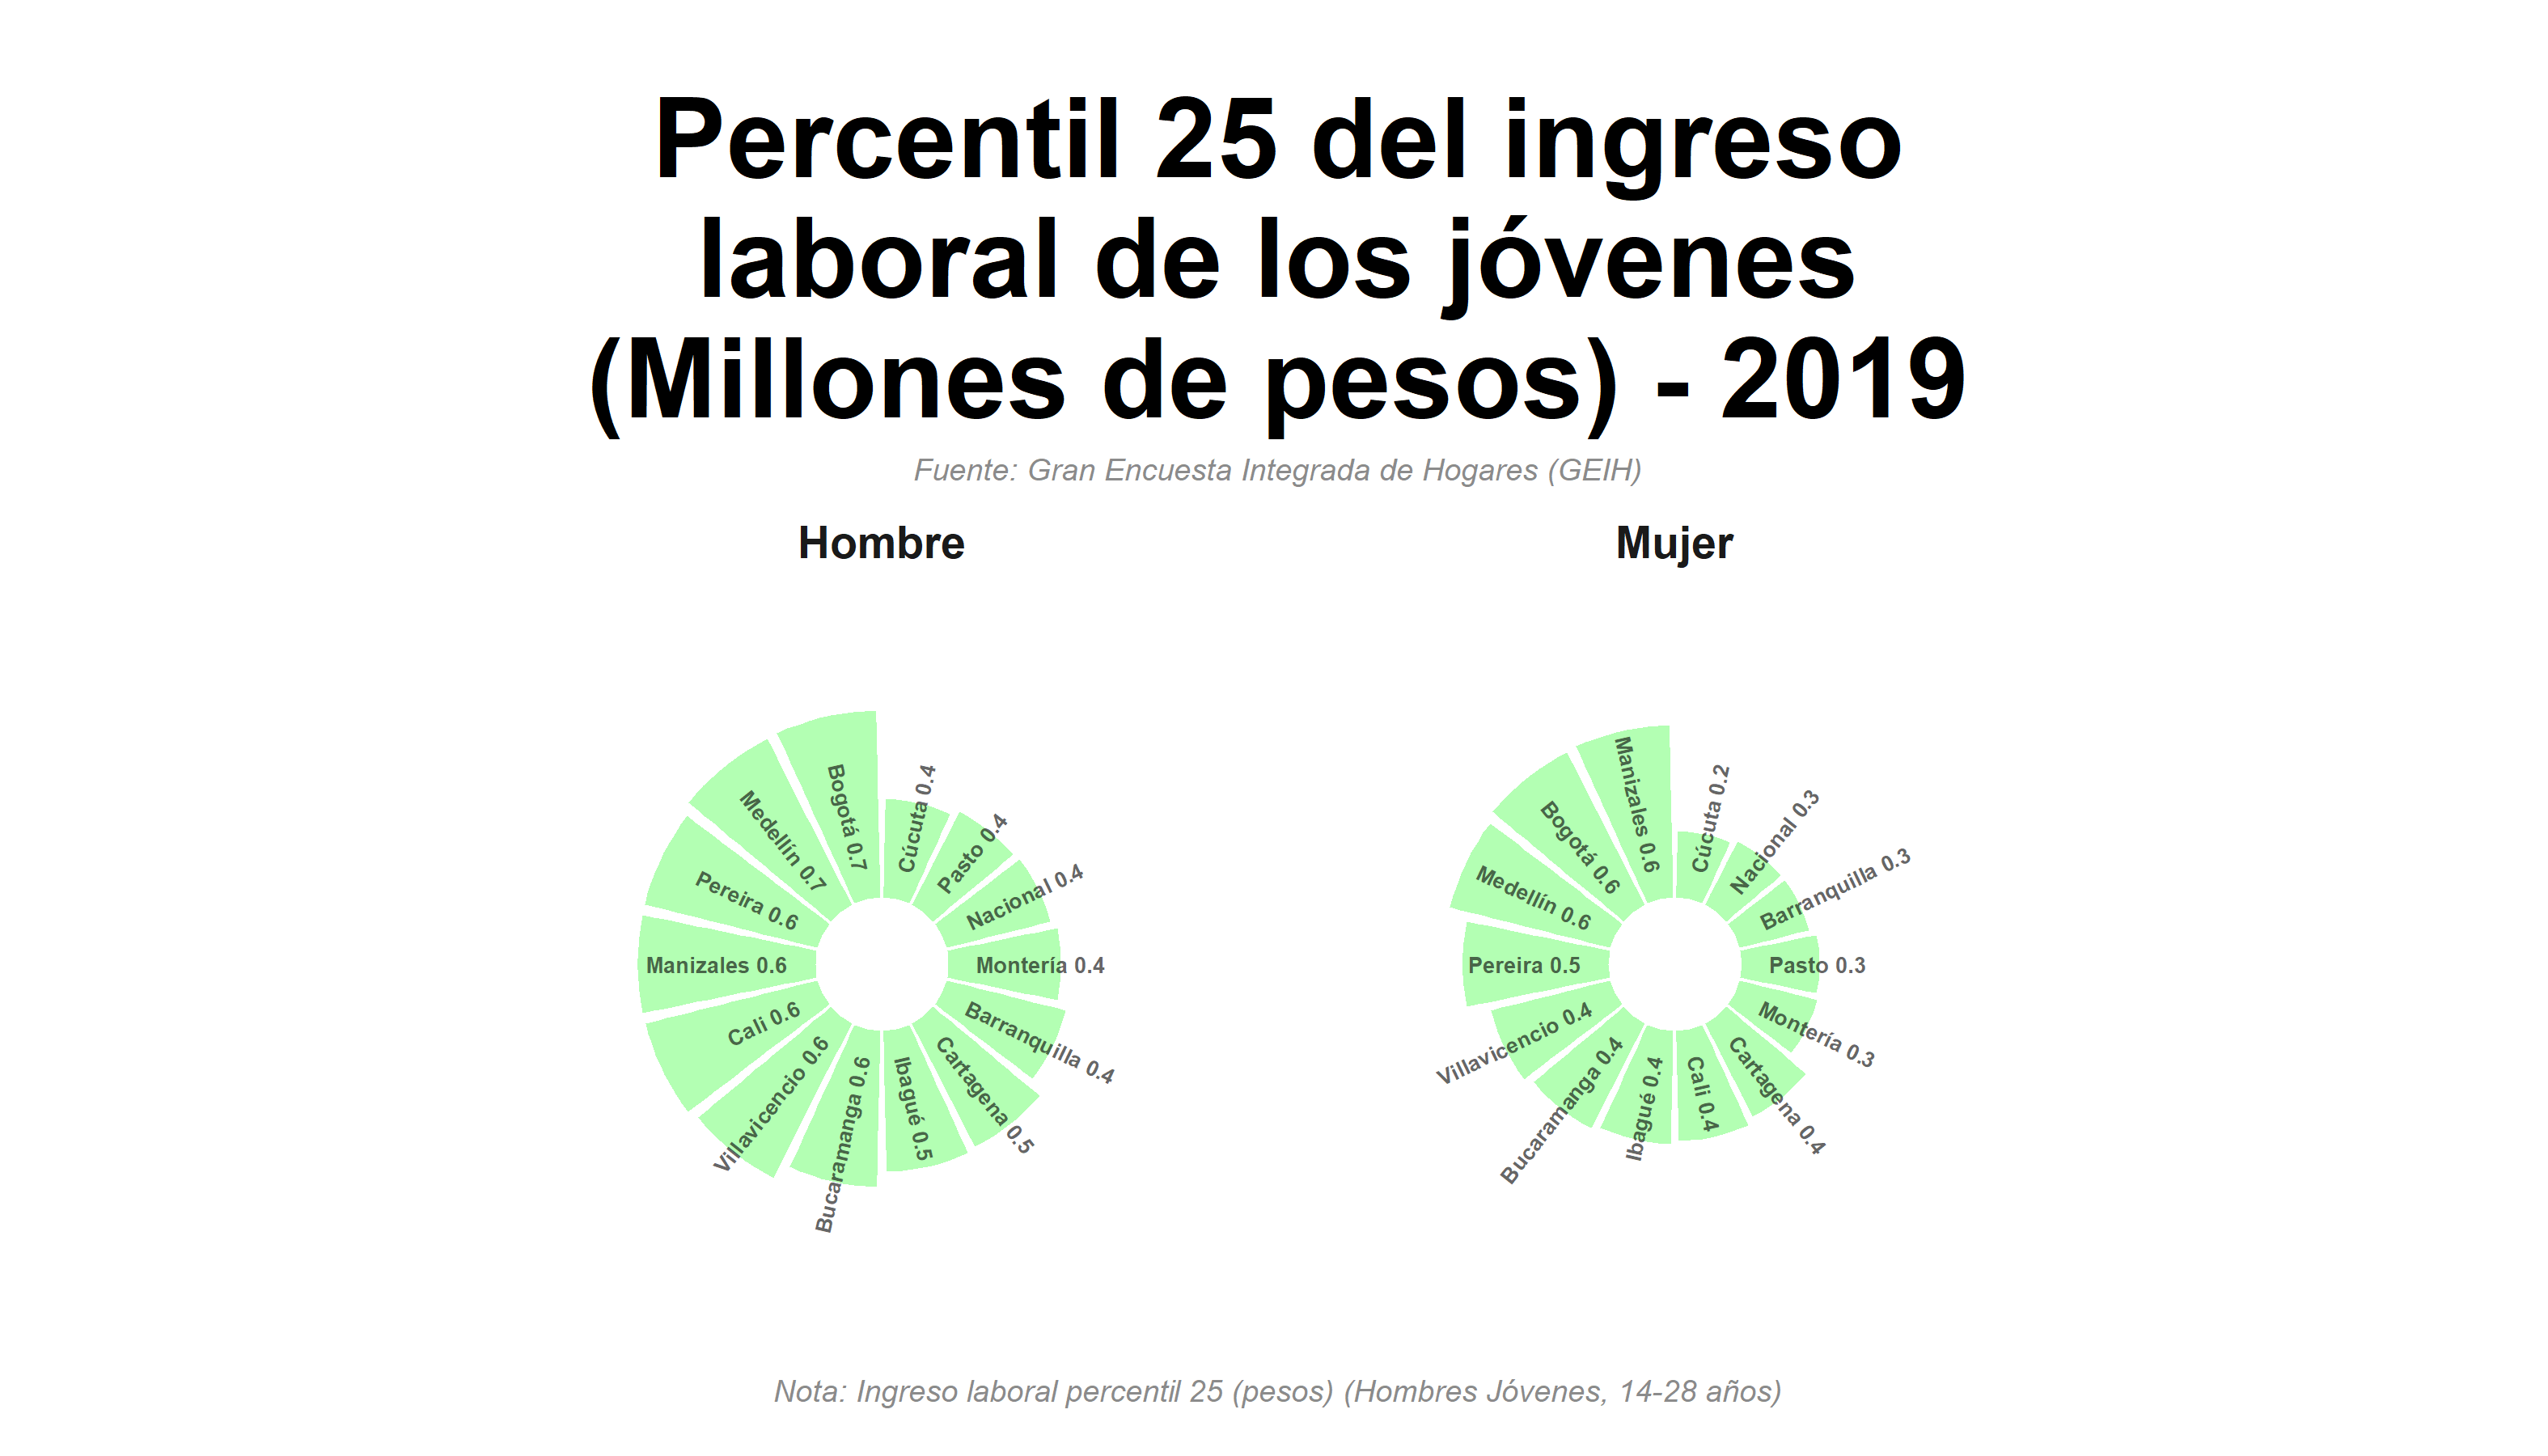 Percentil 25 del ingreso
laboral de los jóvenes
(Millones de pesos) - 2019
Fuente: Gran Encuesta Integrada de Hogares (GEIH)
Hombre
Cúcuta 0.4
Pasto 0.4
Nacional 0.4
Montería 0.4
Barranquilla 0.4
Cartagena 0.5
Ibagué 0.5
Bucaramanga 0.6
Villavicencio 0.6
Cali 0.6
Manizales 0.6
Pereira 0.6
Medellín 0.7
Bogotá 0.7
Mujer
Cúcuta 0.2
Nacional 0.3
Barranquilla 0.3
Pasto 0.3
Montería 0.3
Cartagena 0.4
Cali 0.4
Ibagué 0.4
Bucaramanga 0.4
Villavicencio 0.4
Pereira 0.5
Medellín 0.6
Bogotá 0.6
Manizales 0.6
Nota: Ingreso laboral percentil 25 (pesos) (Hombres Jóvenes, 14-28 años)